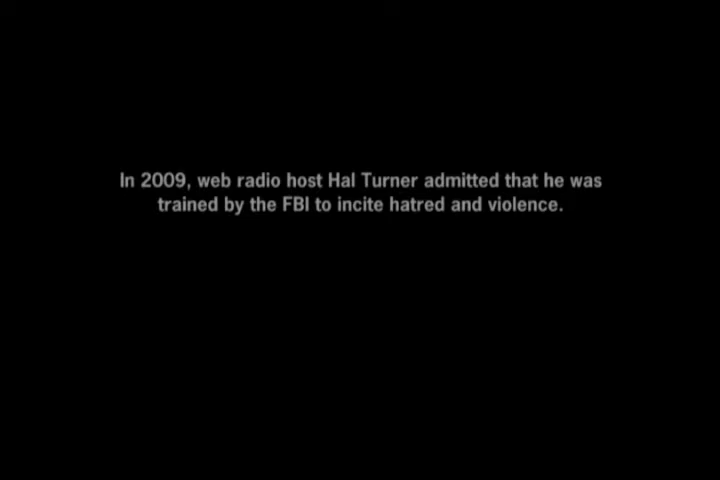 In 2009, web radio host Hal Turner admitted that he was
trained by the FBI to incite hatred and violence.